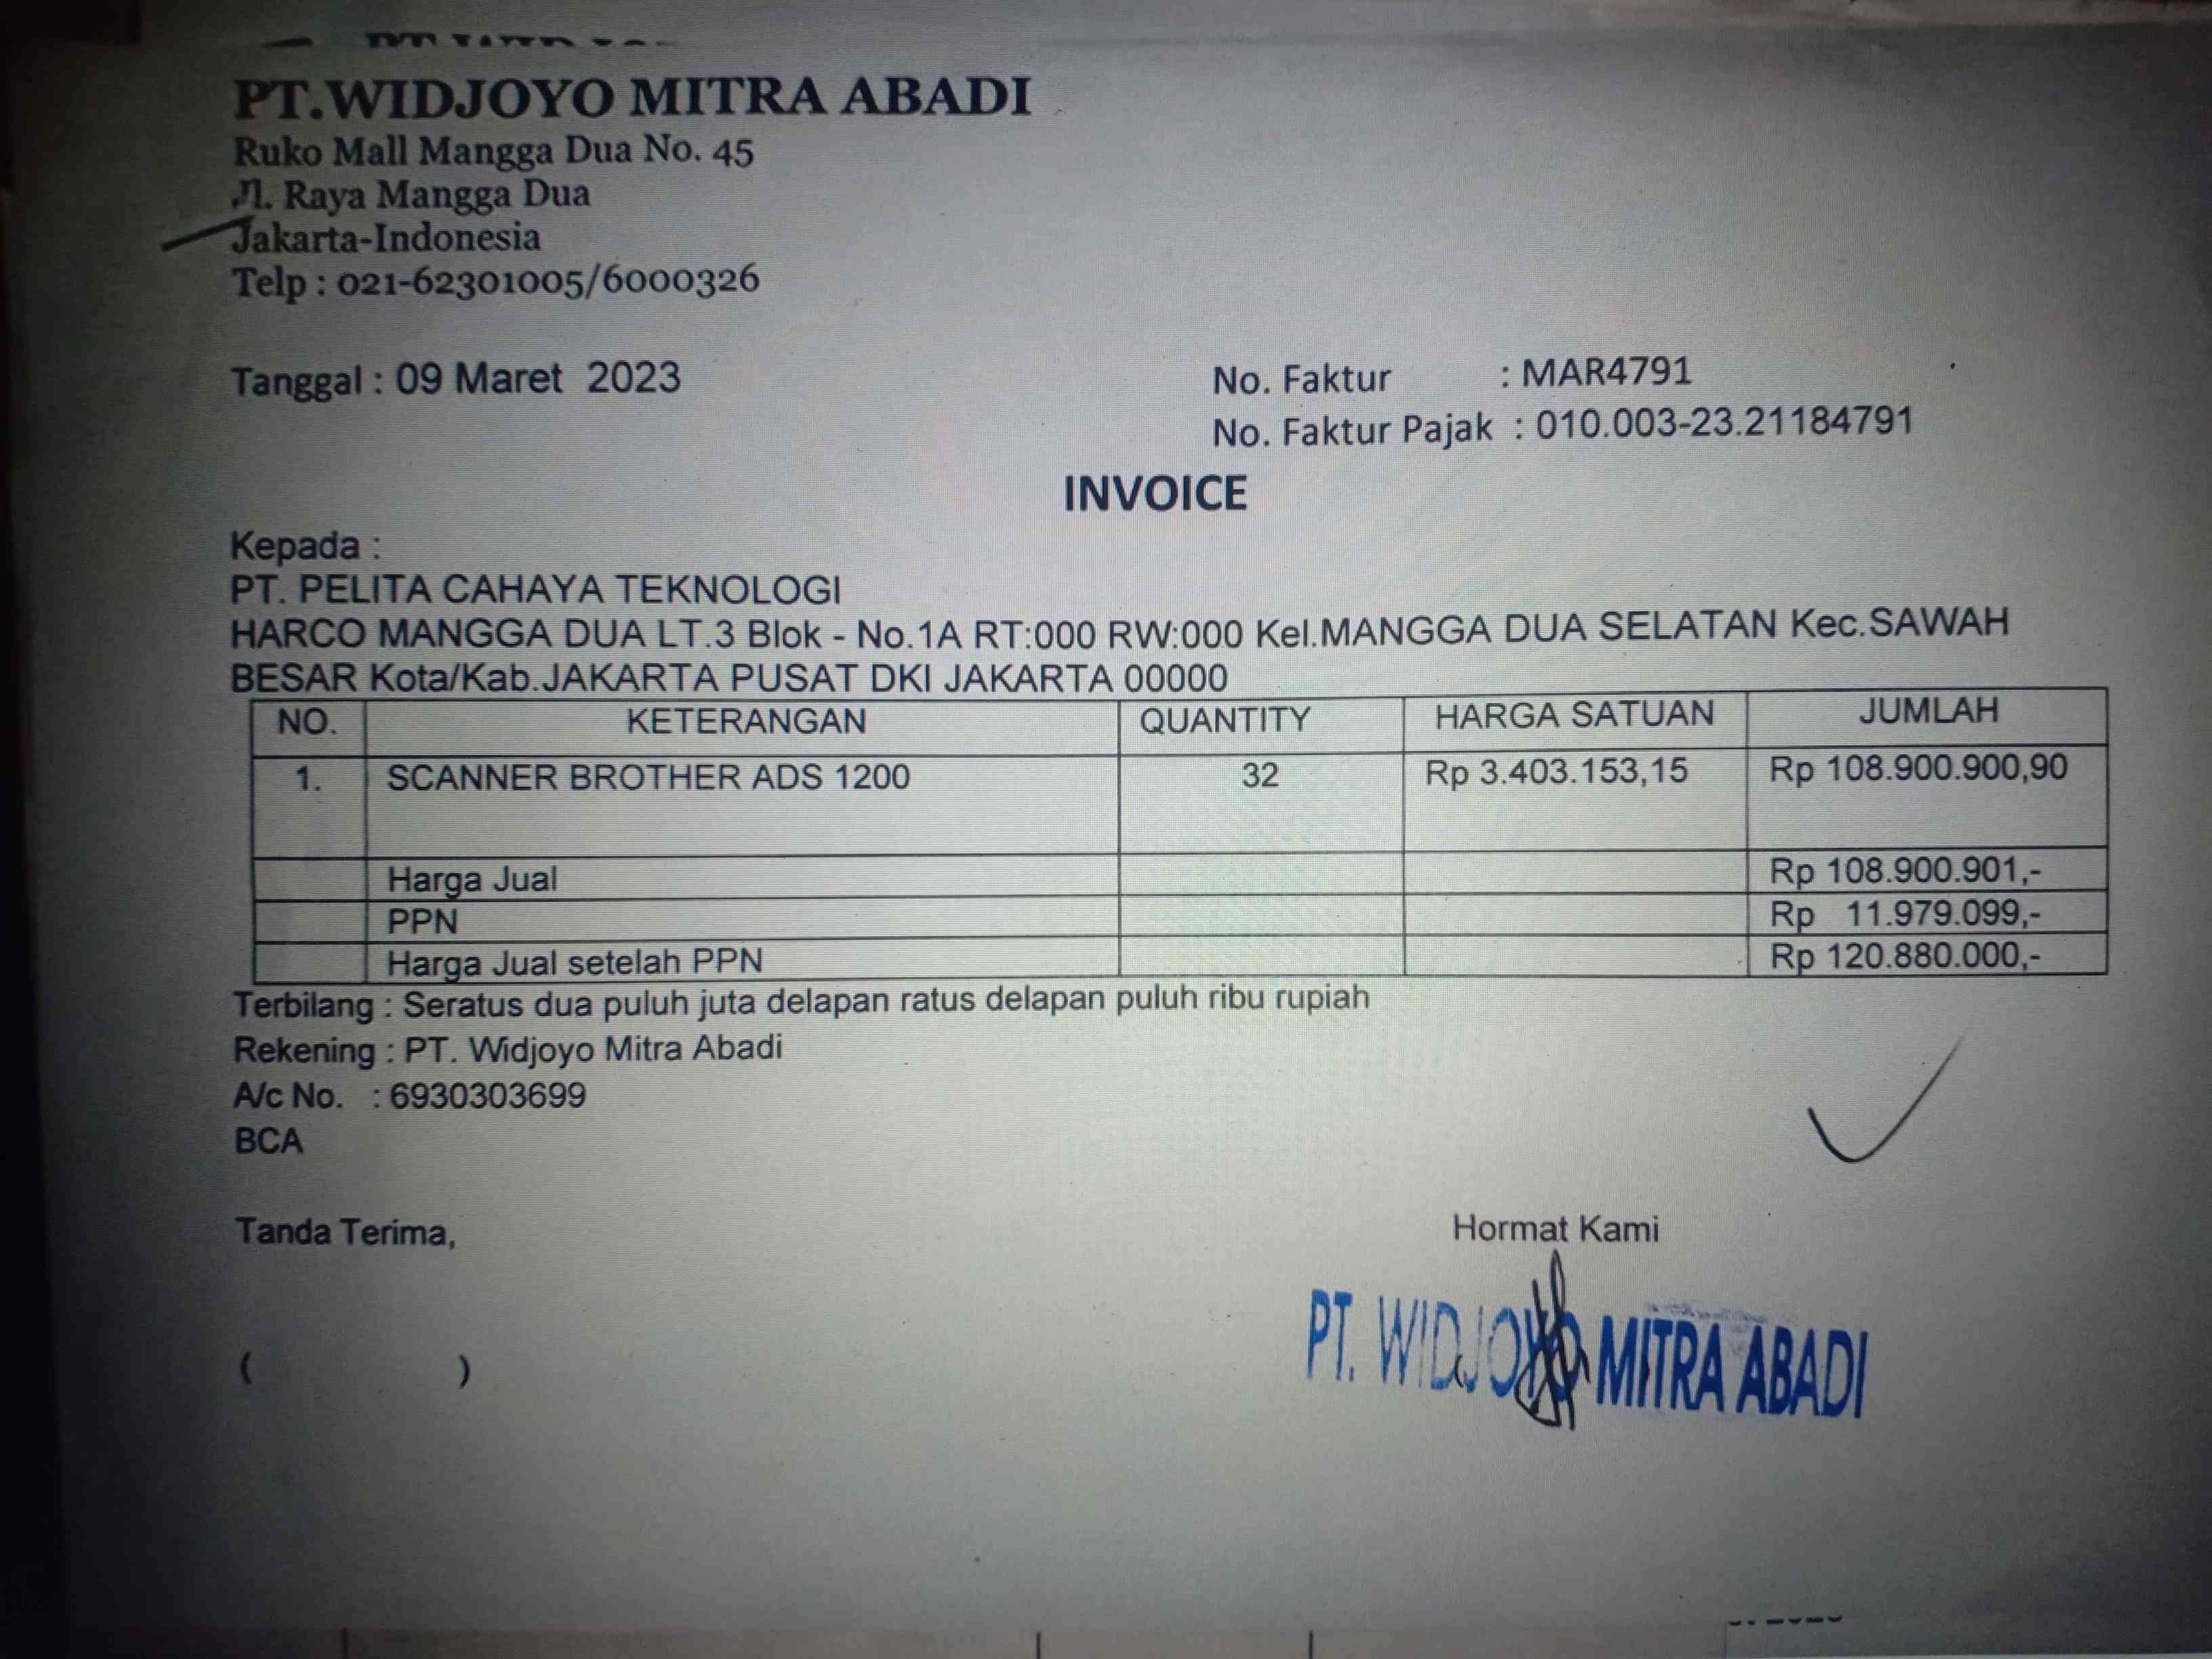 PT.WIDJOYO MITRA ABADI
Ruko Mall Mangga Dua No. 45
Jl. Raya Mangga Dua
Jakarta-Indonesia
Telp : 021-62301005/6000326
Tanggal : 09 Maret 2023
No. Faktur : MAR4791
No. Faktur Pajak : 010.003-23.21184791
INVOICE
Kepada :
PT. PELITA CAHAYA TEKNOLOGI
HARCO MANGGA DUA LT.3 Blok - No.1A RT:000 RW:000 Kel.MANGGA DUA SELATAN Kec.SAWAH
BESAR Kota/Kab.JAKARTA PUSAT DKI JAKARTA 00000
NO. KETERANGAN QUANTITY HARGA SATUAN JUMLAH
1. SCANNER BROTHER ADS 1200 32 Rp 3.403.153,15 Rp 108.900.900,90
Harga Jual Rp 108.900.901,-
PPN Rp 11.979.099,-
Harga Jual setelah PPN Rp 120.880.000,-
Terbilang : Seratus dua puluh juta delapan ratus delapan puluh ribu rupiah
Rekening : PT. Widjoyo Mitra Abadi
A/c No. : 6930303699
BCA
Tanda Terima,
Hormat Kami
PT. WIDJOYO MITRA ABADI
( )